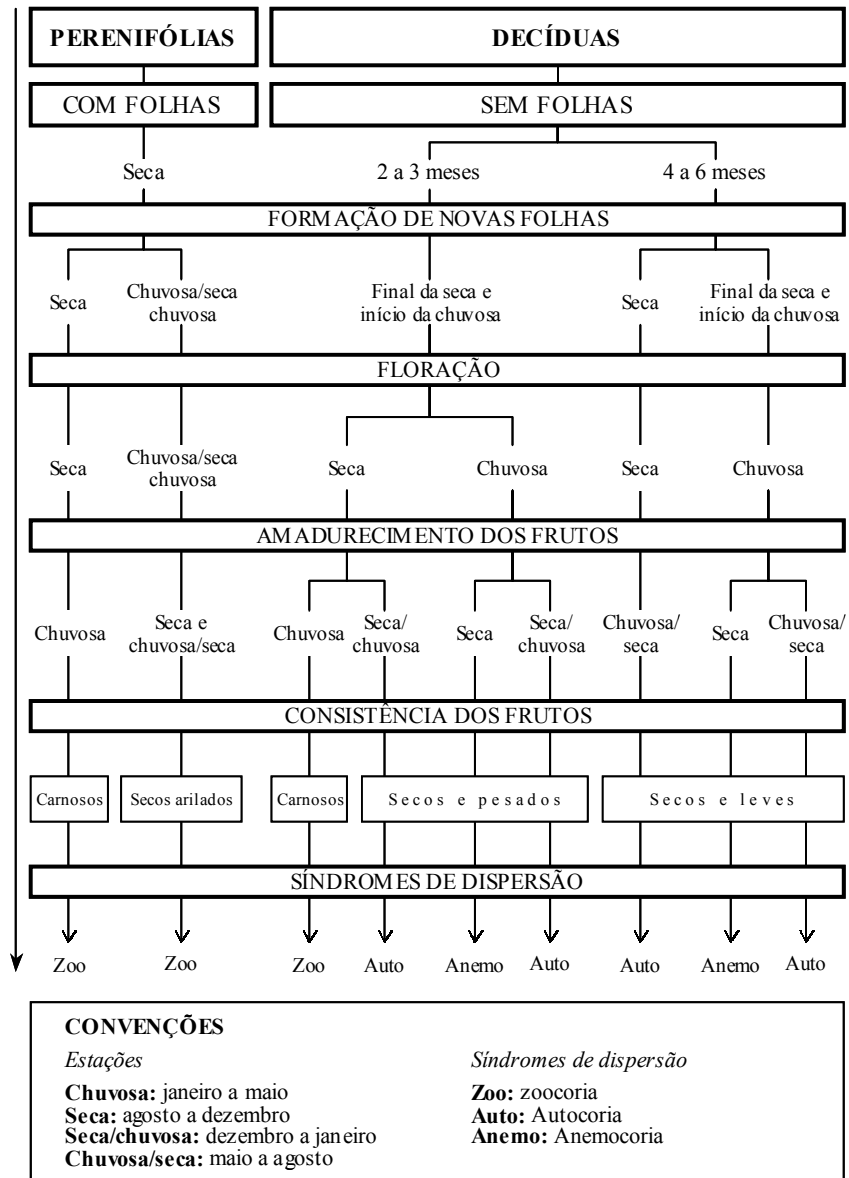 PERENIFÓLIAS DECÍDUAS
COM FOLHAS SEM FOLHAS
Seca 2 a 3 meses 4 a 6 meses
FORMAÇÃO DE NOVAS FOLHAS
Seca
Chuvosa/seca
chuvosa
Final da seca e
início da chuvosa
Seca
Final da seca e
início da chuvosa
FLORAÇÃO
Seca
Chuvosa/seca
chuvosa
Seca
Chuvosa
Seca
Chuvosa
AMADURECIMENTO DOS FRUTOS
Chuvosa
Seca e
chuvosa/seca
Chuvosa
Seca/
chuvosa
Seca
Seca/
chuvosa
Chuvosa/
seca
Seca
Chuvosa/
seca
CONSISTÊNCIA DOS FRUTOS
Carnosos Secos arilados Carnosos Secos e pesados Secos e leves
SÍNDROMES DE DISPERSÃO
Zoo Zoo Zoo Auto Anemo Auto Auto Anemo Auto
CONVENÇÕES
Estações
Chuvosa: janeiro a maio
Seca: agosto a dezembro
Seca/chuvosa: dezembro a janeiro
Chuvosa/seca: maio a agosto
Síndromes de dispersão
Zoo: zoocoria
Auto: Autocoria
Anemo: Anemocoria